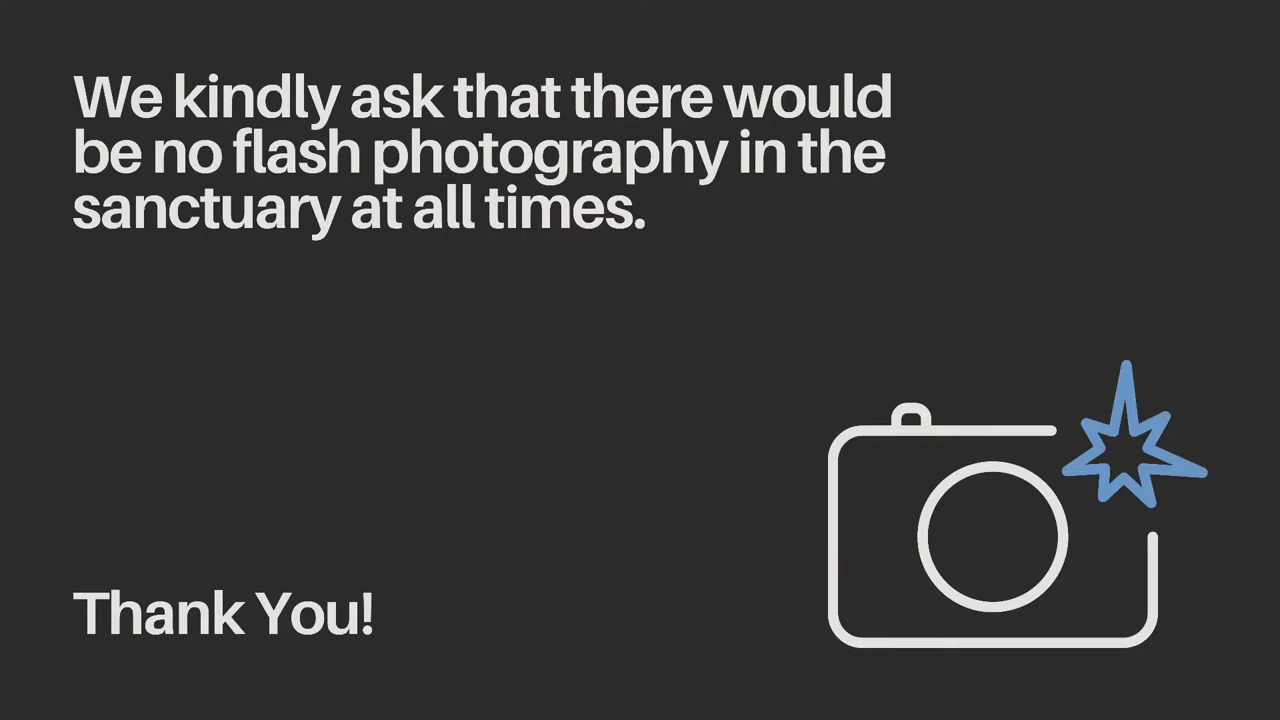 We kindly ask that there would
be no flash photography in the
sanctuary at all times.
Thank You!